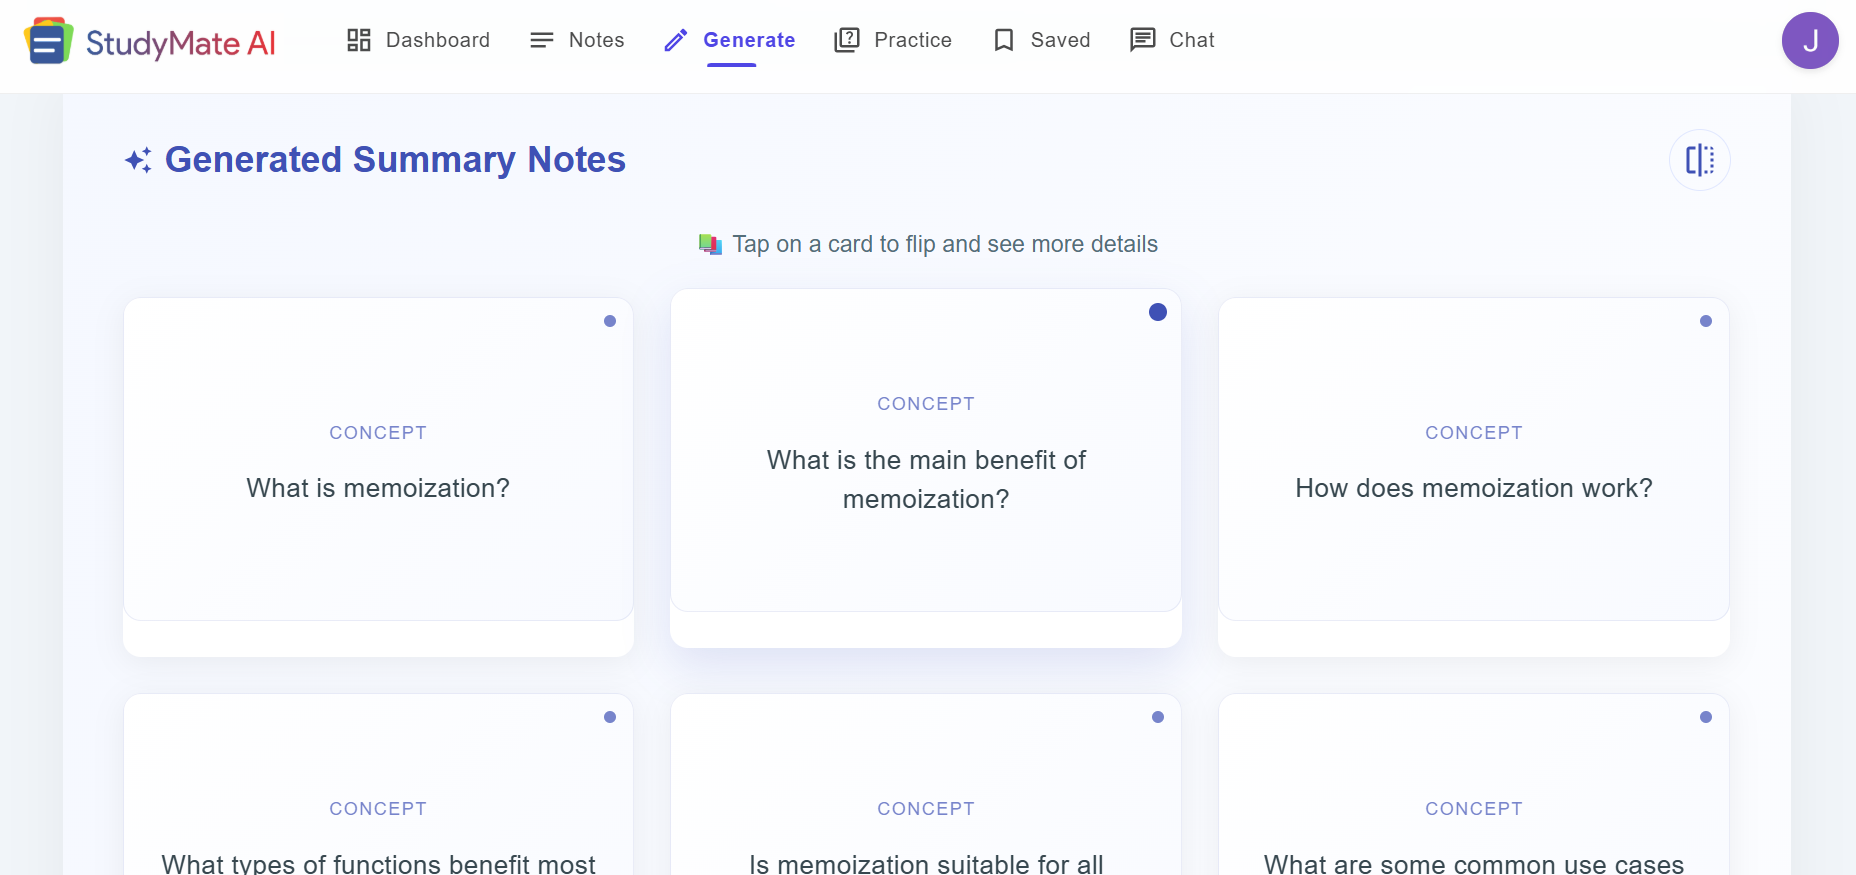 StudyMate AI
Dashboard
Notes
Generate
Practice
Saved
Chat
J
Generated Summary Notes
Tap on a card to flip and see more details
CONCEPT
What is memoization?
CONCEPT
What is the main benefit of
memoization?
CONCEPT
How does memoization work?
CONCEPT
What types of functions benefit most
CONCEPT
Is memoization suitable for all
CONCEPT
What are some common use cases